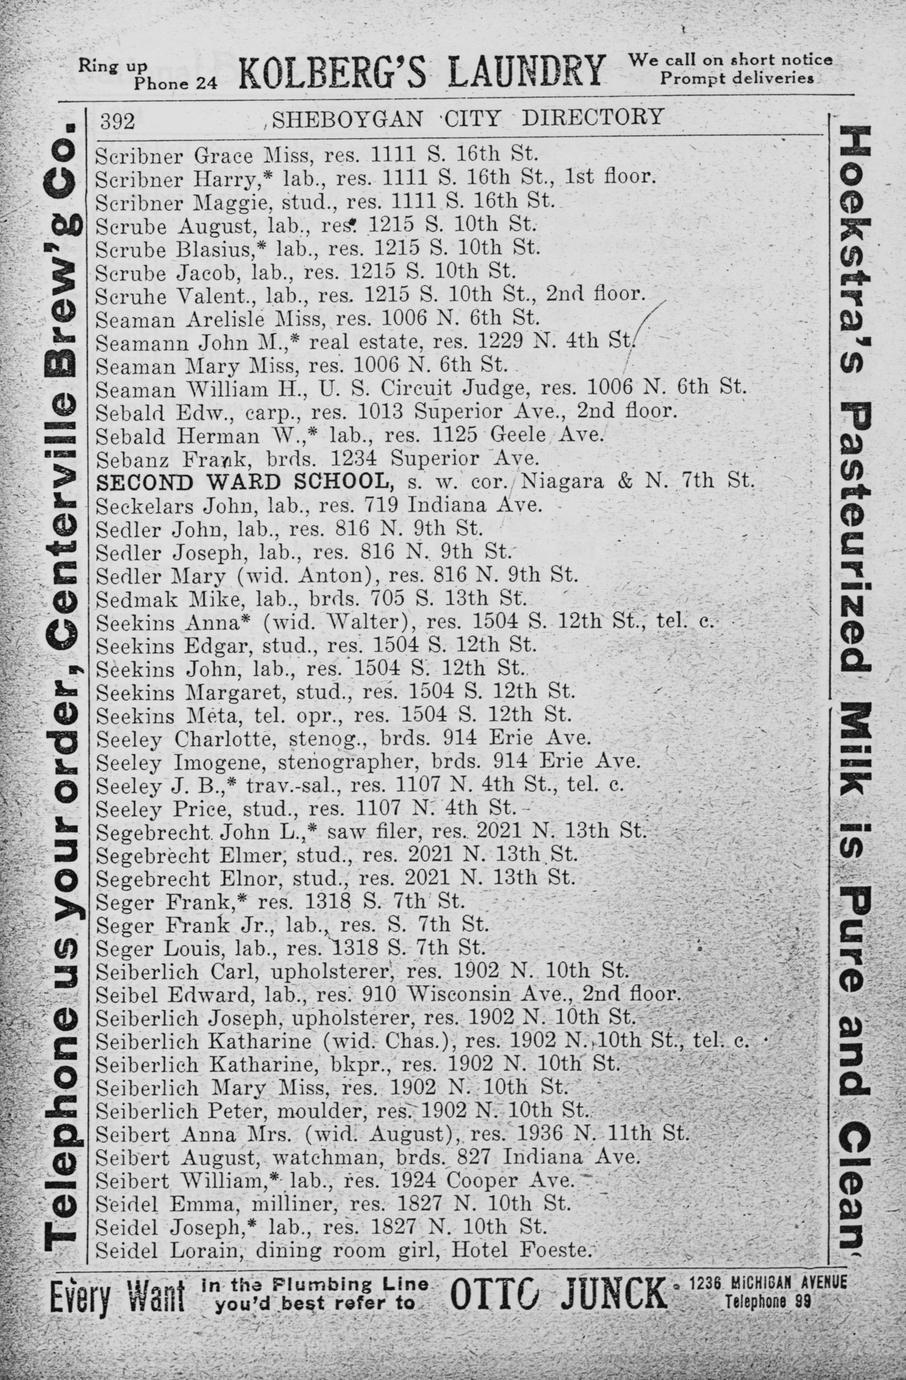 Ring up
Phone 24
KOLBERG'S LAUNDRY
We call on short notice
Prompt deliveries
392 SHEBOYGAN CITY DIRECTORY
Telephone us your order, Centerville Brew'g Co.
Scribner Grace Miss, res. 1111 S. 16th St.
Scribner Harry,* lab., res. 1111 S. 16th St., 1st floor.
Scribner Maggie, stud., res. 1111 S. 16th St.
Scrube August, lab., res. 1215 S. 10th St.
Scrube Blasius,* lab., res. 1215 S. 10th St.
Scrube Jacob, lab., res. 1215 S. 10th St.
Scruhe Valent., lab., res. 1215 S. 10th St., 2nd floor.
Seaman Arelisle Miss, res. 1006 N. 6th St.
Seamann John M.,* real estate, res. 1229 N. 4th St.
Seaman Mary Miss, res. 1006 N. 6th St.
Seaman William H., U. S. Circuit Judge, res. 1006 N. 6th St.
Sebald Edw., carp., res. 1013 Superior Ave., 2nd floor.
Sebald Herman W.,* lab., res. 1125 Geele Ave.
Sebanz Frank, brds. 1234 Superior Ave.
SECOND WARD SCHOOL, s. w. cor. Niagara & N. 7th St.
Seckelars John, lab., res. 719 Indiana Ave.
Sedler John, lab., res. 816 N. 9th St.
Sedler Joseph, lab., res. 816 N. 9th St.
Sedler Mary (wid. Anton), res. 816 N. 9th St.
Sedmak Mike, lab., brds. 705 S. 13th St.
Seekins Anna* (wid. Walter), res. 1504 S. 12th St., tel. c.
Seekins Edgar, stud., res. 1504 S. 12th St.
Seekins John, lab., res. 1504 S. 12th St.
Seekins Margaret, stud., res. 1504 S. 12th St.
Seekins Meta, tel. opr., res. 1504 S. 12th St.
Seeley Charlotte, stenog., brds. 914 Erie Ave.
Seeley Imogene, stenographer, brds. 914 Erie Ave.
Seeley J. B.,* trav.-sal., res. 1107 N. 4th St., tel. c.
Seeley Price, stud., res. 1107 N. 4th St.
Segebrecht John L.,* saw filer, res. 2021 N. 13th St.
Segebrecht Elmer, stud., res. 2021 N. 13th St.
Segebrecht Elnor, stud., res. 2021 N. 13th St.
Seger Frank,* res. 1318 S. 7th St.
Seger Frank Jr., lab., res. S. 7th St.
Seger Louis, lab., res. 1318 S. 7th St.
Seiberlich Carl, upholsterer, res. 1902 N. 10th St.
Seibel Edward, lab., res. 910 Wisconsin Ave., 2nd floor.
Seiberlich Joseph, upholsterer, res. 1902 N. 10th St.
Seiberlich Katharine (wid. Chas.), res. 1902 N. 10th St., tel. c.
Seiberlich Katharine, bkpr., res. 1902 N. 10th St.
Seiberlich Mary Miss, res. 1902 N. 10th St.
Seiberlich Peter, moulder, res. 1902 N. 10th St.
Seibert Anna Mrs. (wid. August), res. 1936 N. 11th St.
Seibert August, watchman, brds. 827 Indiana Ave.
Seibert William,* lab., res. 1924 Cooper Ave.
Seidel Emma, milliner, res. 1827 N. 10th St.
Seidel Joseph,* lab., res. 1827 N. 10th St.
Seidel Lorain, dining room girl, Hotel Foeste.
Hoekstra's Pasteurized Milk is Pure and Clean
Every Want
in the Plumbing Line
you'd best refer to
OTTO JUNCK
1236 MICHIGAN AVENUE
Telephone 99